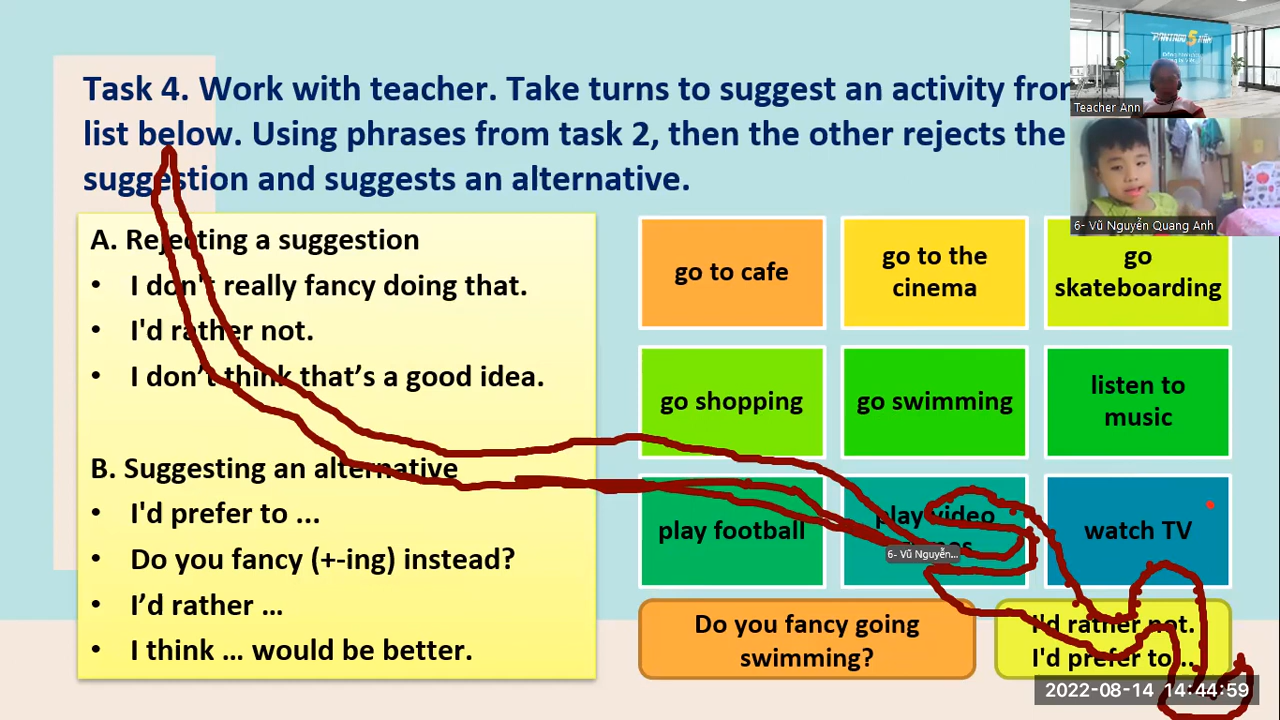 Task 4. Work with teacher. Take turns to suggest an activity
list below. Using phrases from task 2, then the other rejects the
suggestion and suggests an alternative.
A. Rejecting a suggestion
• I don't really fancy doing that.
• I'd rather not.
• I don’t think that’s a good idea.
B. Suggesting an alternative
• I'd prefer to ...
• Do you fancy (+-ing) instead?
• I’d rather ...
• I think ... would be better.
go to cafe
go to the
cinema
go
skateboarding
go shopping
go swimming
listen to
music
play football
play video
watch TV
Do you fancy going
swimming?
I'd rather not.
I'd prefer to...
Teacher Ann
6- Vũ Nguyễn Quang Anh
6- Vũ Nguyễn...
2022-08-14 14:44:59